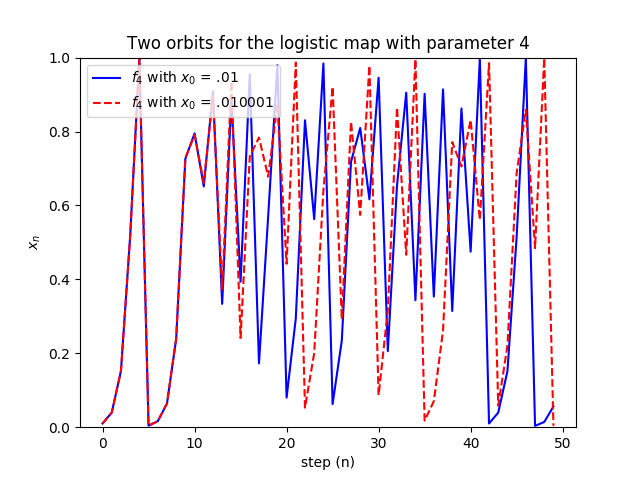 Two orbits for the logistic map with parameter 4
f₄ with x₀ = .01
f₄ with x₀ = .010001
xₙ
1.0
0.8
0.6
0.4
0.2
0.0
0 10 20 30 40 50
step (n)